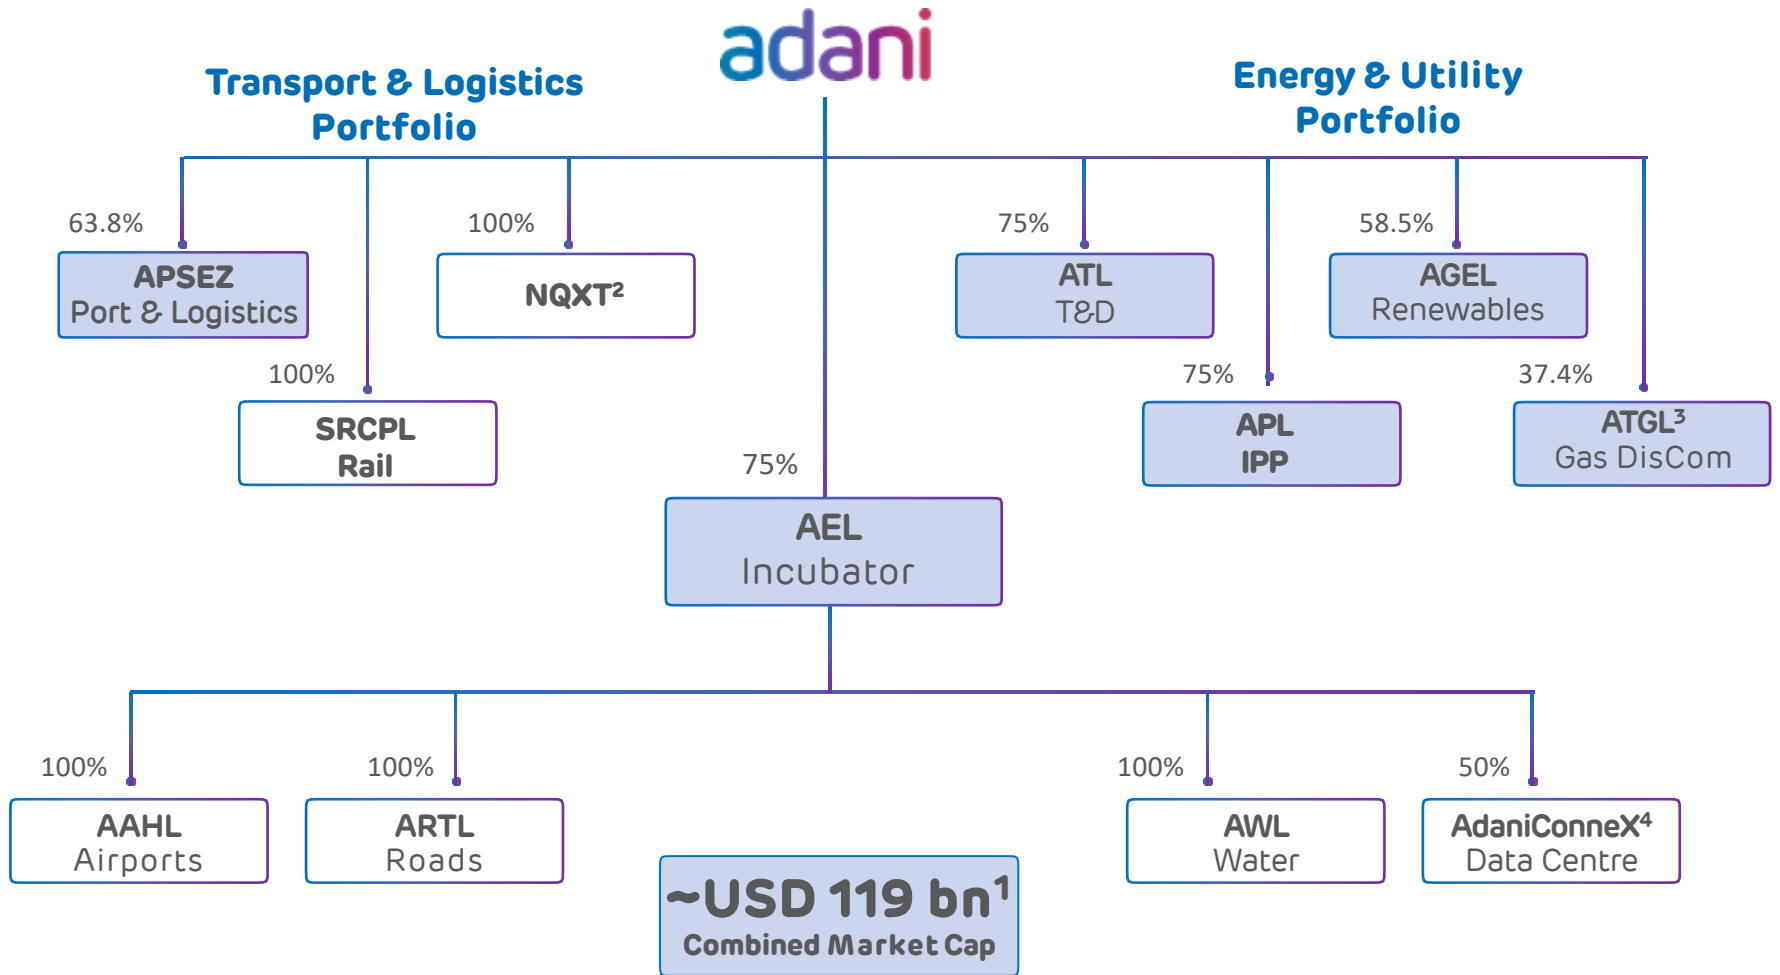 adani
Transport & Logistics
Portfolio
Energy & Utility
Portfolio
63.8%
APSEZ
Port & Logistics
100%
SRCPL
Rail
100%
NQXT²
75%
ATL
T&D
75%
APL
IPP
58.5%
AGEL
Renewables
37.4%
ATGL³
Gas DisCom
75%
AEL
Incubator
100%
AAHL
Airports
100%
ARTL
Roads
100%
AWL
Water
50%
AdaniConneX⁴
Data Centre
~USD 119 bn¹
Combined Market Cap